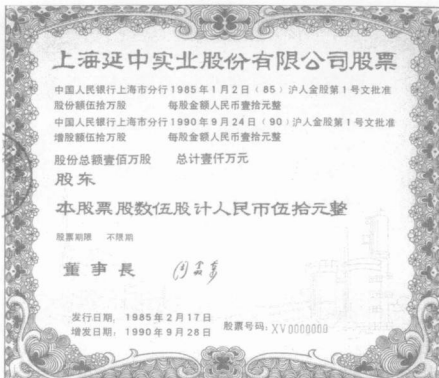 上海延中实业股份有限公司股票
中国人民银行上海市分行1985年1月2日(85)沪人金股第1号文批准
股份额伍拾万股 每股金额人民币壹拾元整
中国人民银行上海市分行1990年9月24日(90)沪人金股第1号文批准
增股额伍拾万股 每股金额人民币壹拾元整
股份总额壹佰万股 总计壹仟万元
股东
本股票股数伍股计人民币伍拾元整
股票期限 不限期
董事長
发行日期：1985年2月17日
增发日期：1990年9月28日
股票号码：XV0000000